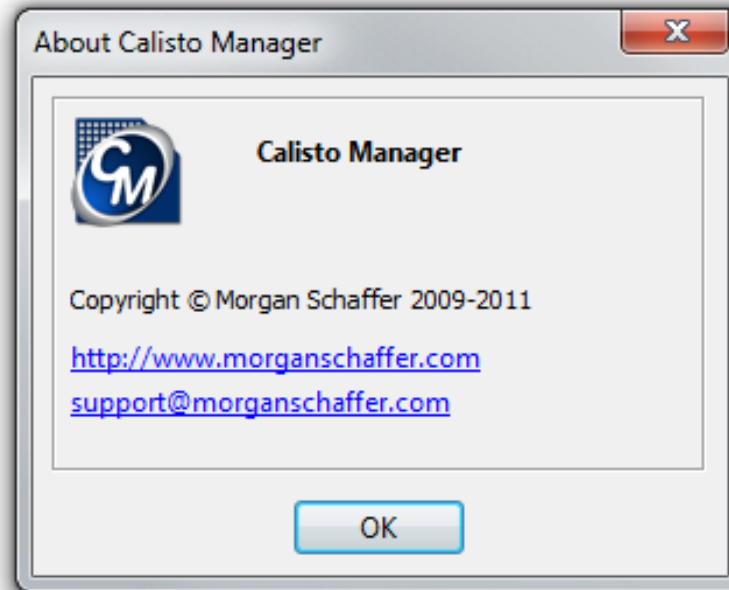 About Calisto Manager
CM
Calisto Manager
Copyright © Morgan Schaffer 2009-2011
http://www.morganschaffer.com
support@morganschaffer.com
OK